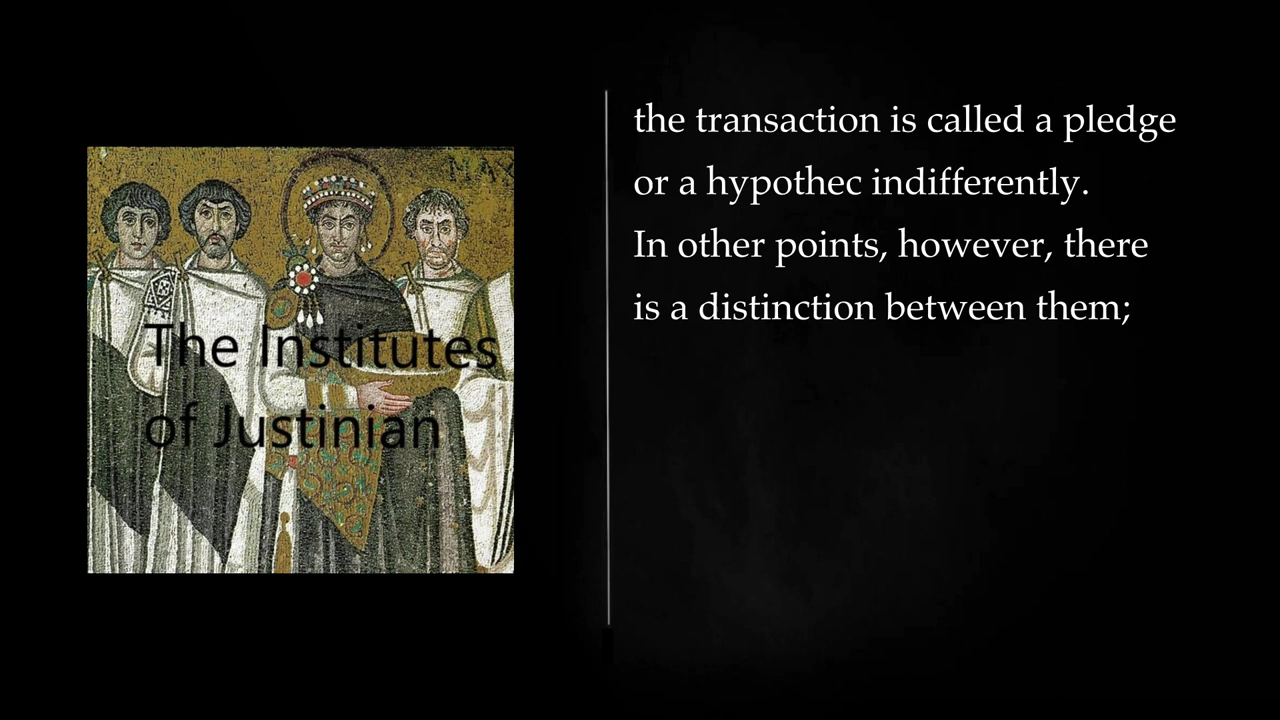 MAX
The Institutes
of Justinian
the transaction is called a pledge
or a hypothec indifferently.
In other points, however, there
is a distinction between them;